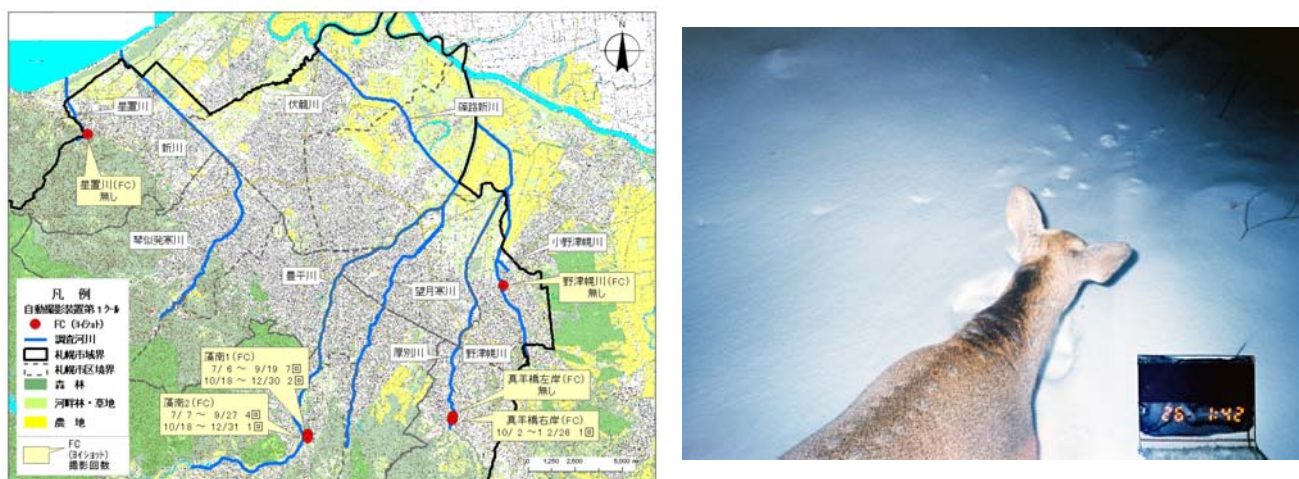 N
星置川
伏籠川
篠路新川
新川
星置川(FC)
無し
琴似発寒川
豊平川
望月寒川
小野津幌川
野津幌川(FC)
無し
厚別川
野津幌川
凡 例
自動撮影装置第1クール
FC (ヨイショット)
調査河川
札幌市域界
札幌市区境界
森 林
河畔林・草地
農 地
FC
(ヨイショット)
撮影回数
藻南1(FC)
7/ 6 ~ 9/19 7回
10/18 ~ 12/30 2回
藻南2(FC)
7/ 7 ~ 9/27 4回
10/18 ~ 12/31 1回
真羊橋左岸(FC)
無し
真羊橋右岸(FC)
10/ 2 ~1 2/26 1回
0 1,250 2,500 5,000 m
26 1:42